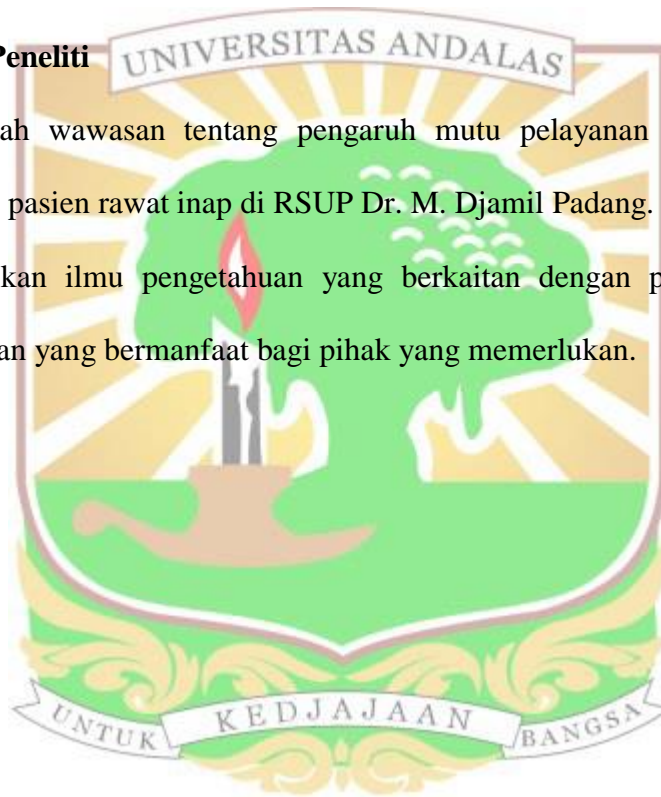 UNIVERSITAS ANDALAS
Peneliti
ah wawasan tentang pengaruh mutu pelayanan
pasien rawat inap di RSUP Dr. M. Djamil Padang.
kan ilmu pengetahuan yang berkaitan dengan p
an yang bermanfaat bagi pihak yang memerlukan.
UNTUK KEDJAJAAN BANGSA